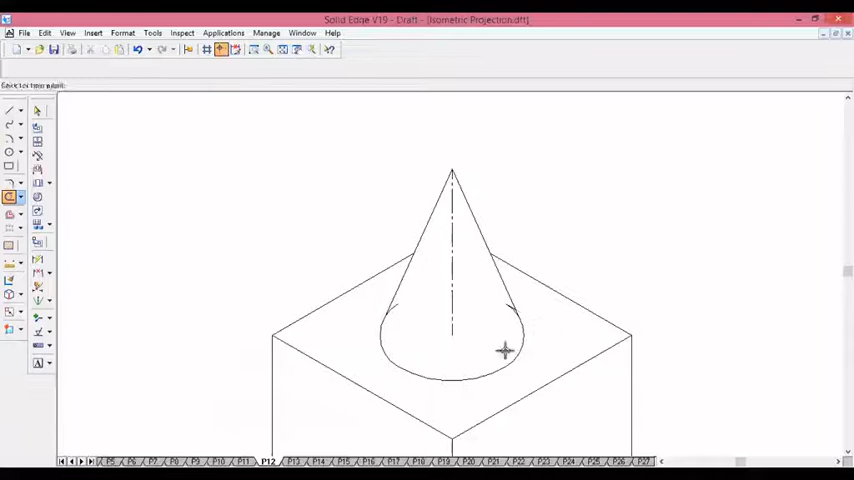 Solid Edge V19 - Draft - [Isometric Projection.dft]
File Edit View Insert Format Tools Inspect Applications Manage Window Help
P5 P6 P7 P8 P9 P10 P11 P12 P13 P14 P15 P16 P17 P18 P19 P20 P21 P22 P23 P24 P25 P26 P27